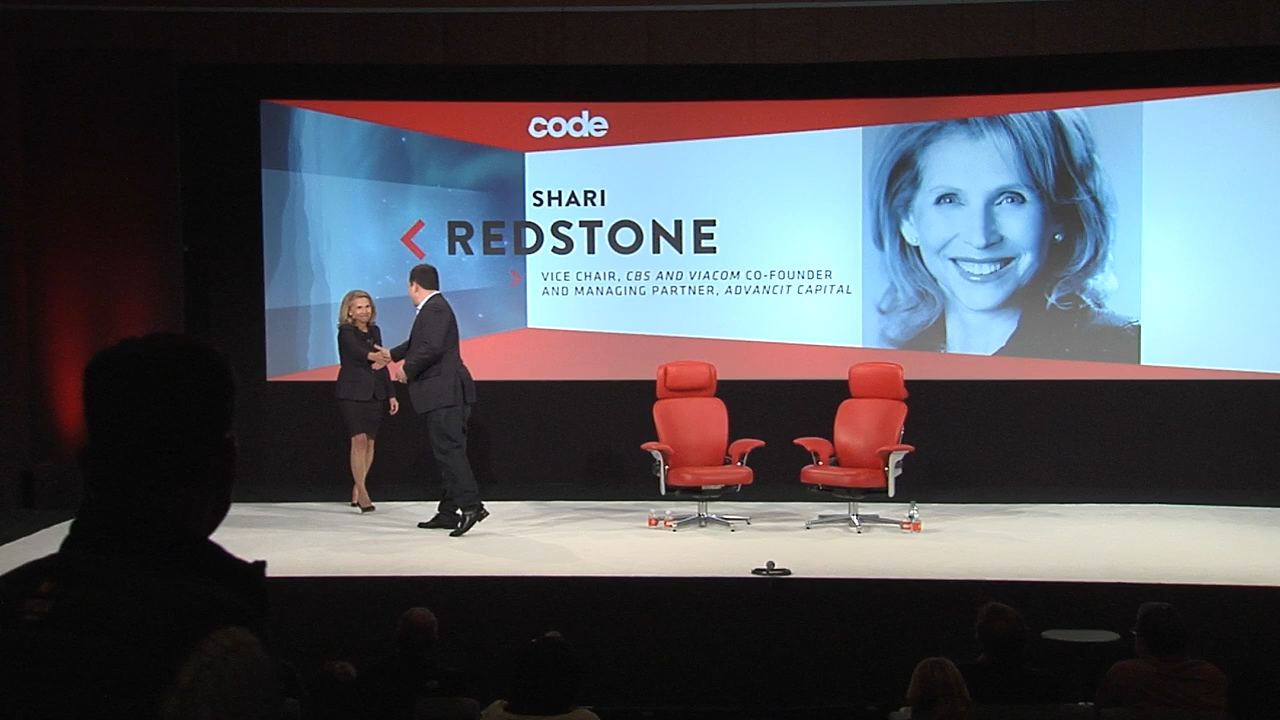 code
SHARI
REDSTONE
VICE CHAIR, CBS AND VIACOM CO-FOUNDER
AND MANAGING PARTNER, ADVANCIT CAPITAL